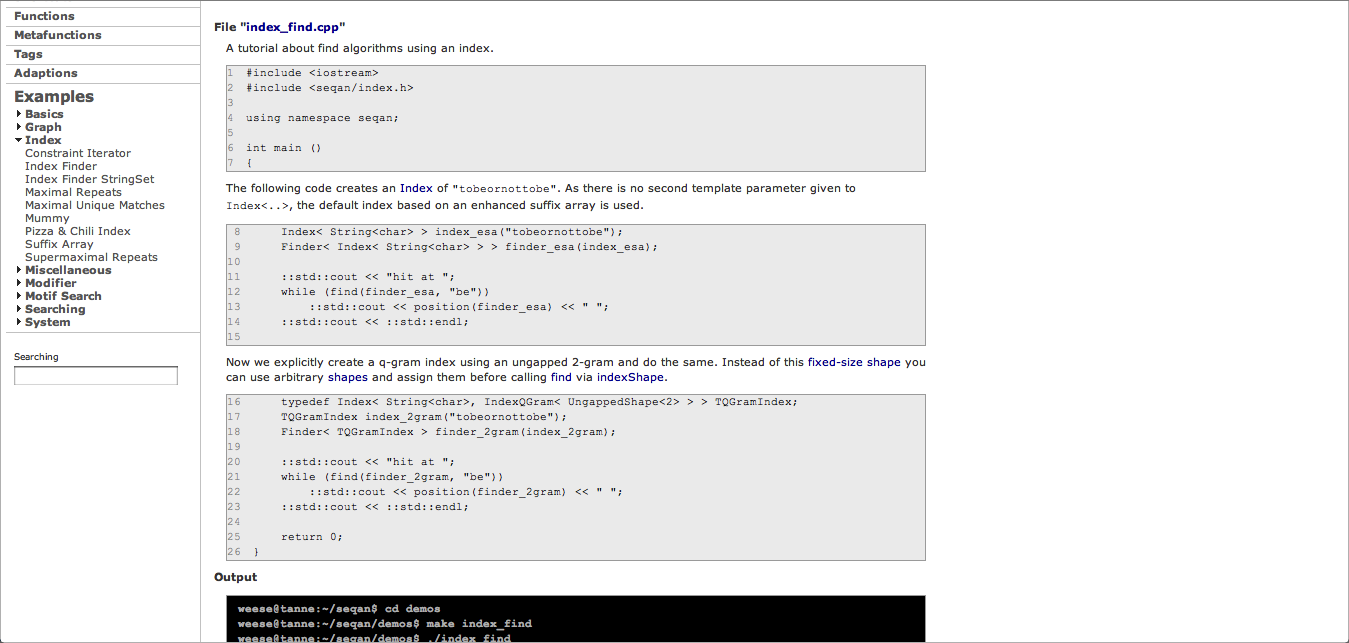 Functions
Metafunctions
Tags
Adaptions
Examples
Basics
Graph
Index
Constraint Iterator
Index Finder
Index Finder StringSet
Maximal Repeats
Maximal Unique Matches
Mummy
Pizza & Chili Index
Suffix Array
Supermaximal Repeats
Miscellaneous
Modifier
Motif Search
Searching
System
Searching
File "index_find.cpp"
A tutorial about find algorithms using an index.
1 #include <iostream>
2 #include <seqan/index.h>
3
4 using namespace seqan;
5
6 int main ()
7 {
The following code creates an Index of "tobeornottobe". As there is no second template parameter given to
Index<..>, the default index based on an enhanced suffix array is used.
8 Index< String<char> > index_esa("tobeornottobe");
9 Finder< Index< String<char> > > finder_esa(index_esa);
10
11 ::std::cout << "hit at ";
12 while (find(finder_esa, "be"))
13 ::std::cout << position(finder_esa) << " ";
14 ::std::cout << ::std::endl;
15
Now we explicitly create a q-gram index using an ungapped 2-gram and do the same. Instead of this fixed-size shape you
can use arbitrary shapes and assign them before calling find via indexShape.
16 typedef Index< String<char>, IndexQGram< UngappedShape<2> > > TQGramIndex;
17 TQGramIndex index_2gram("tobeornottobe");
18 Finder< TQGramIndex > finder_2gram(index_2gram);
19
20 ::std::cout << "hit at ";
21 while (find(finder_2gram, "be"))
22 ::std::cout << position(finder_2gram) << " ";
23 ::std::cout << ::std::endl;
24
25 return 0;
26 }
Output
weese@tanne:~/seqan$ cd demos
weese@tanne:~/seqan/demos$ make index_find
weese@tanne:~/seqan/demos$ ./index_find